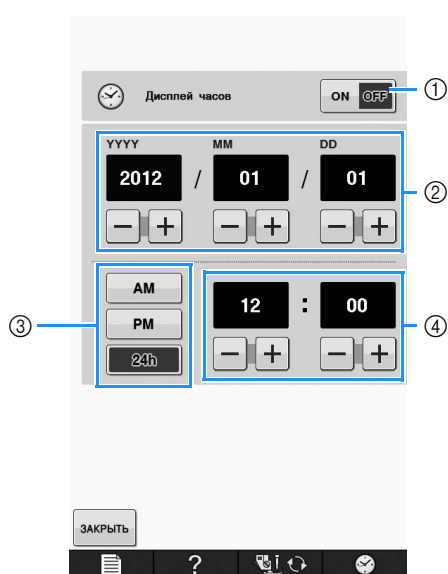 Дисплей часов ON OFF ①
YYYY MM DD
2012 / 01 / 01 ②
− + − + − +
AM
PM
24h
③
12 : 00 ④
− + − +
ЗАКРЫТЬ
?